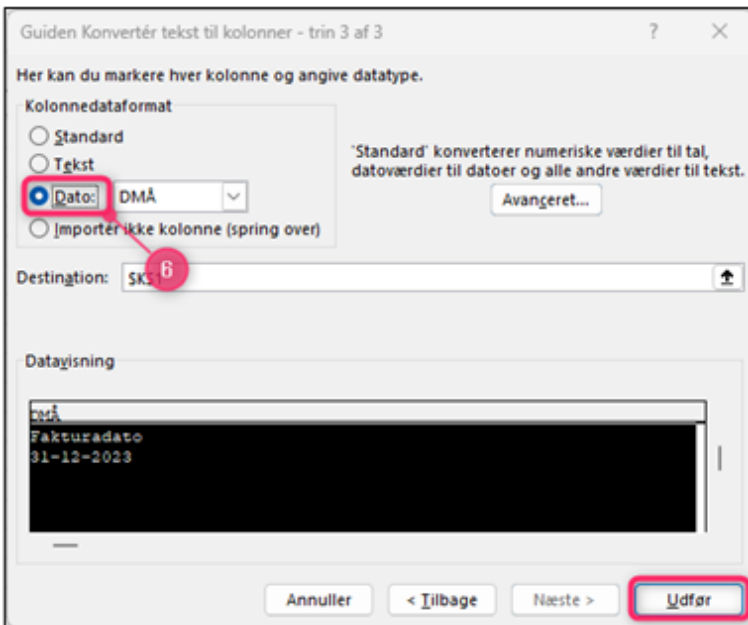 Guiden Konvertér tekst til kolonner - trin 3 af 3
?
Her kan du markere hver kolonne og angive datatype.
Kolonnedataformat
Standard
Tekst
Dato: DMÅ
Importér ikke kolonne (spring over)
'Standard' konverterer numeriske værdier til tal,
datoværdier til datoer og alle andre værdier til tekst.
Avanceret...
6
Destination:
Datavisning
DMÅ
Fakturadato
31-12-2023
Annuller
< Tilbage
Næste >
Udfør